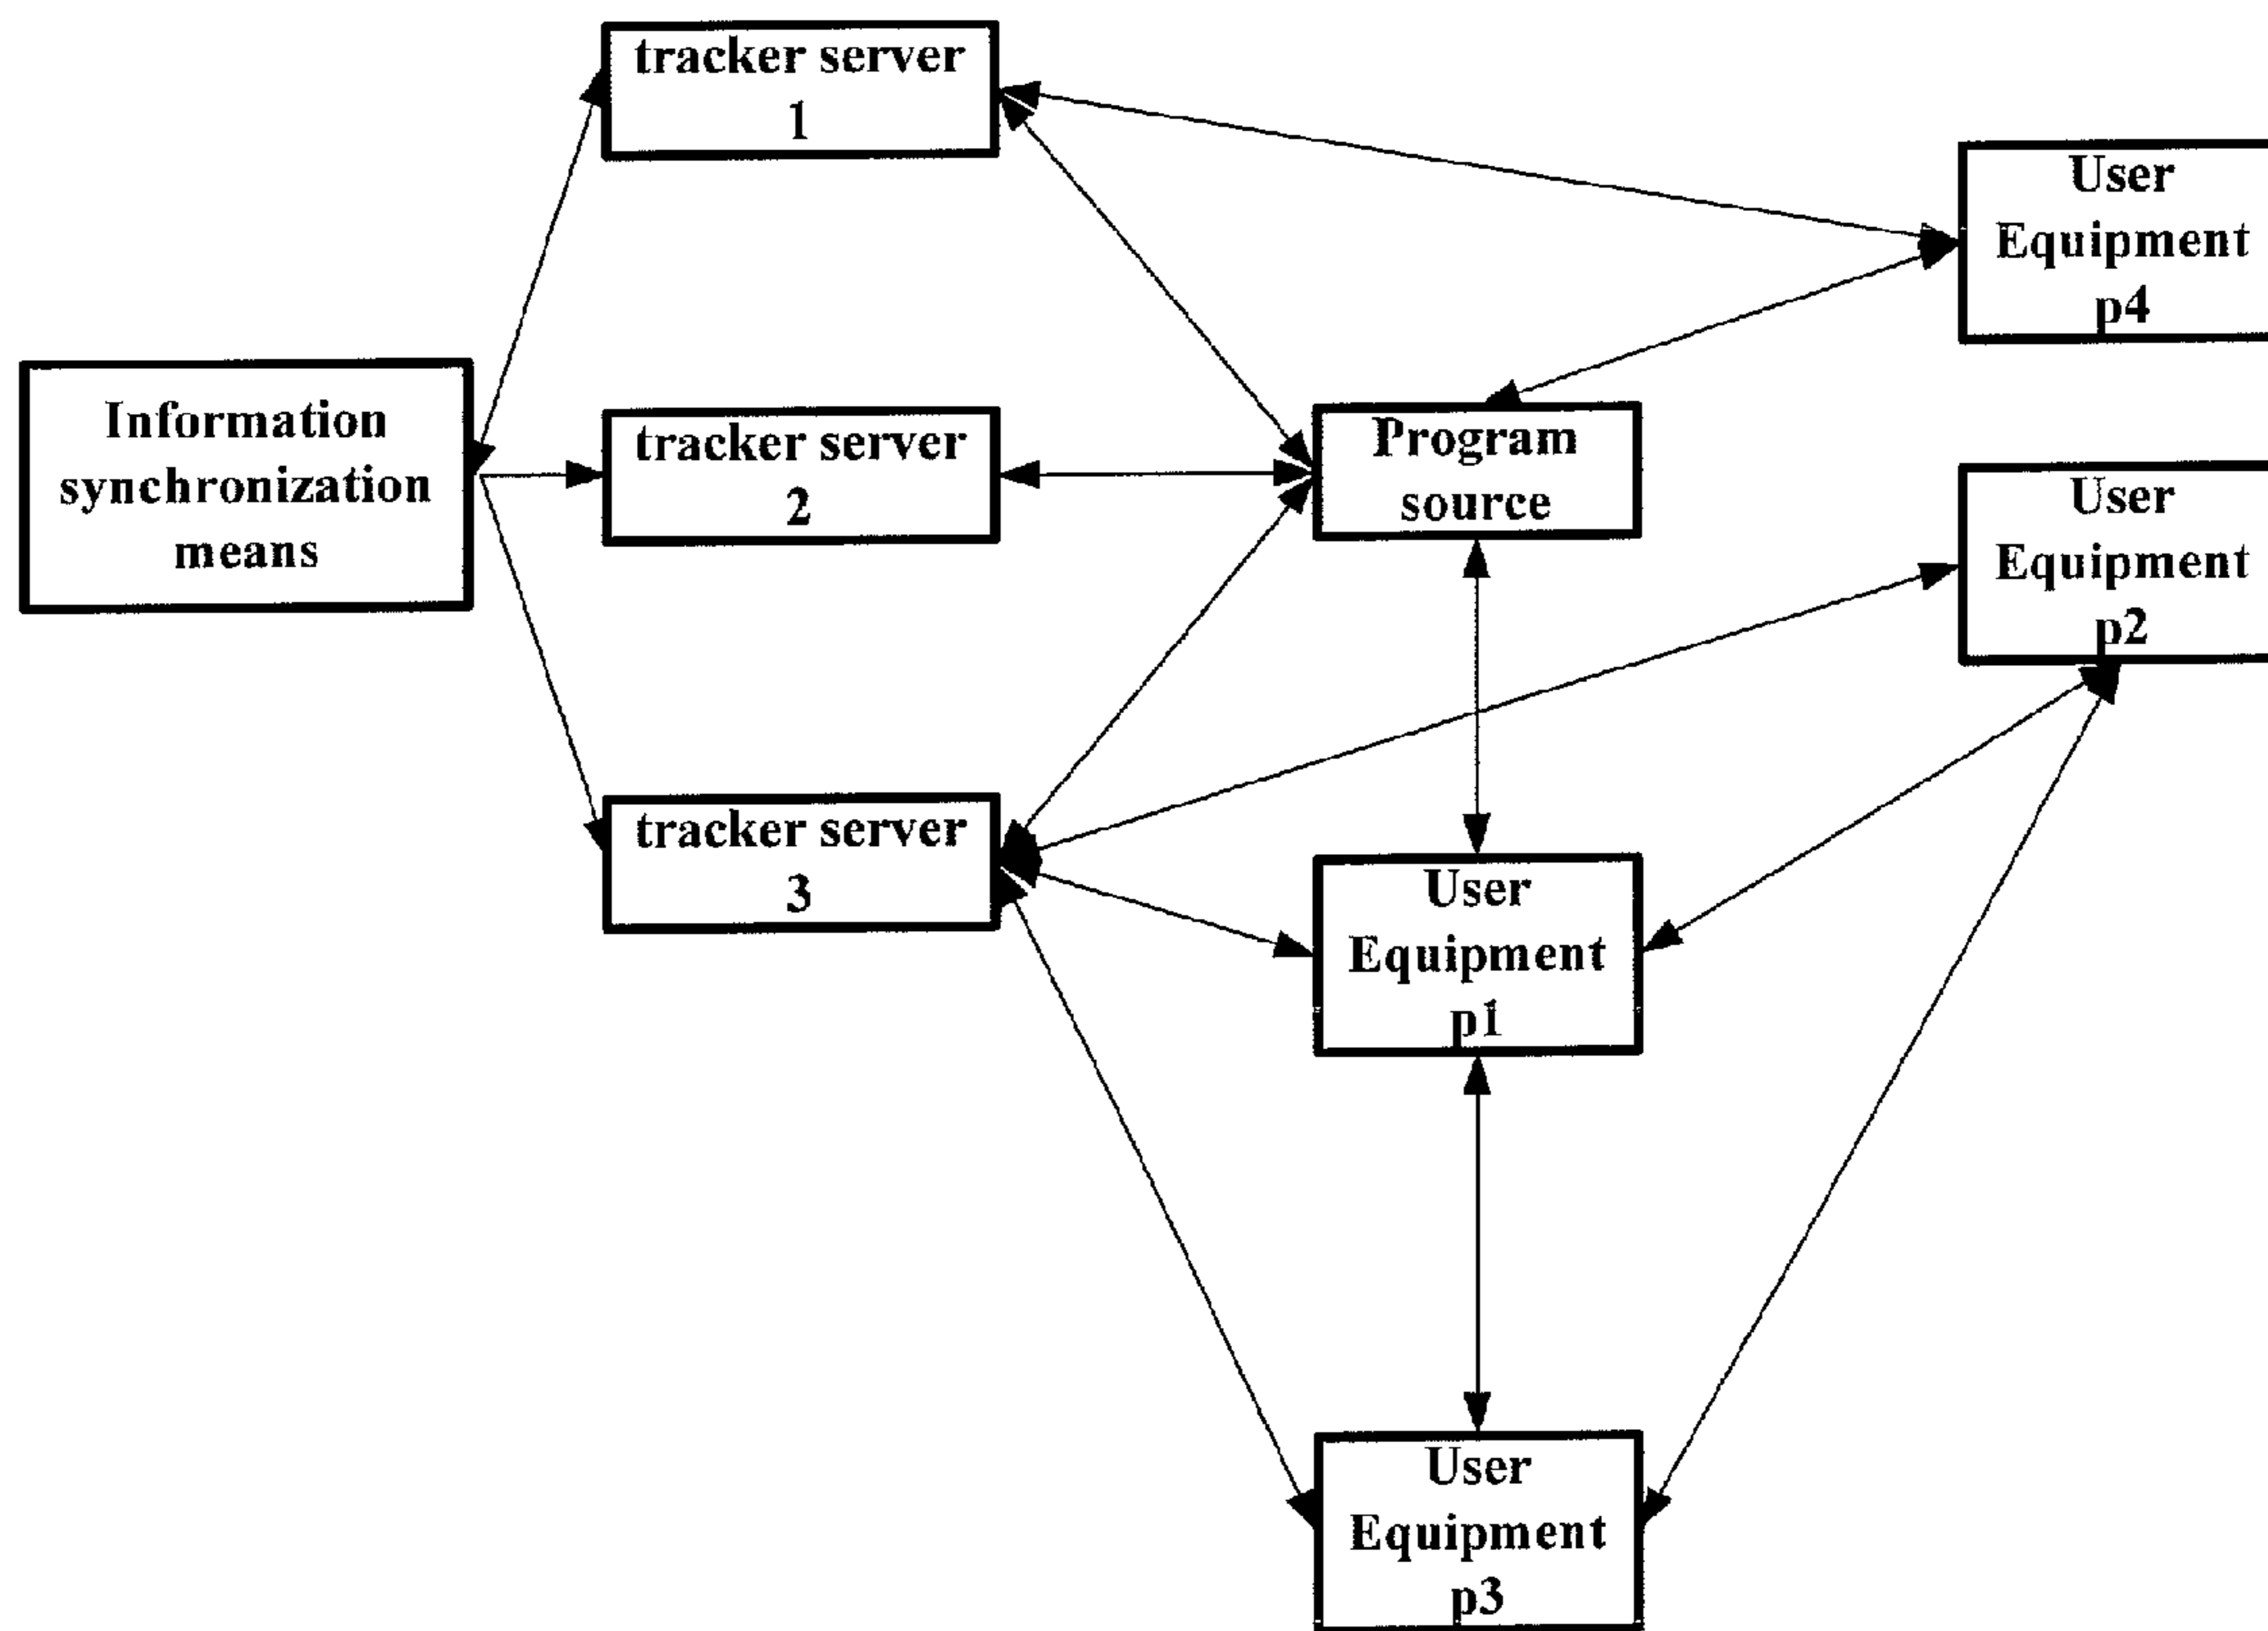 tracker server
1
User
Equipment
p4
Information
synchronization
means
tracker server
2
Program
source
User
Equipment
p2
tracker server
3
User
Equipment
p1
User
Equipment
p3